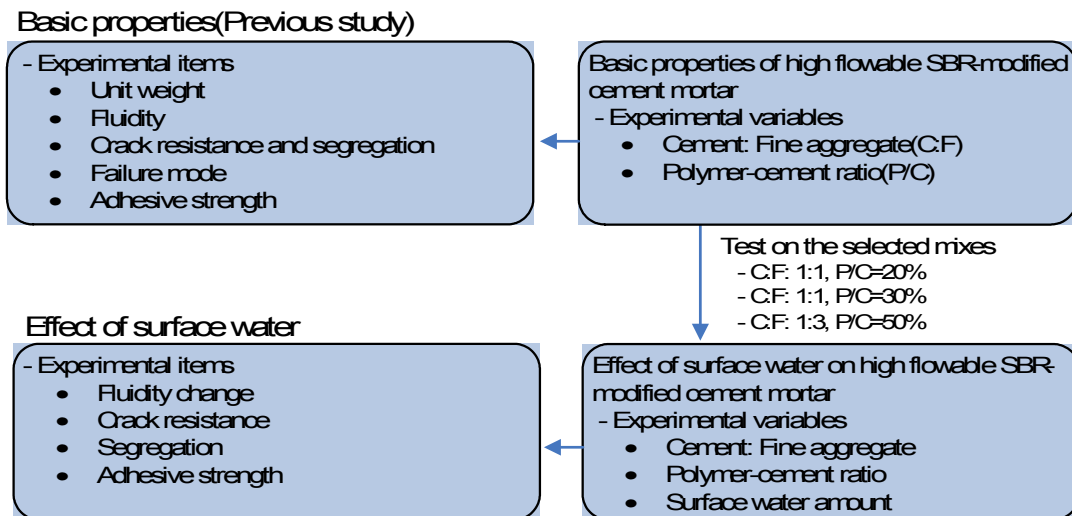 Basic properties(Previous study)
- Experimental items
• Unit weight
• Fluidity
• Crack resistance and segregation
• Failure mode
• Adhesive strength
Basic properties of high flowable SBR-modified
cement mortar
- Experimental variables
• Cement: Fine aggregate(C:F)
• Polymer-cement ratio(P/C)
Test on the selected mixes
- C:F: 1:1, P/C=20%
- C:F: 1:1, P/C=30%
- C:F: 1:3, P/C=50%
Effect of surface water
- Experimental items
• Fluidity change
• Crack resistance
• Segregation
• Adhesive strength
Effect of surface water on high flowable SBR-
modified cement mortar
- Experimental variables
• Cement: Fine aggregate
• Polymer-cement ratio
• Surface water amount